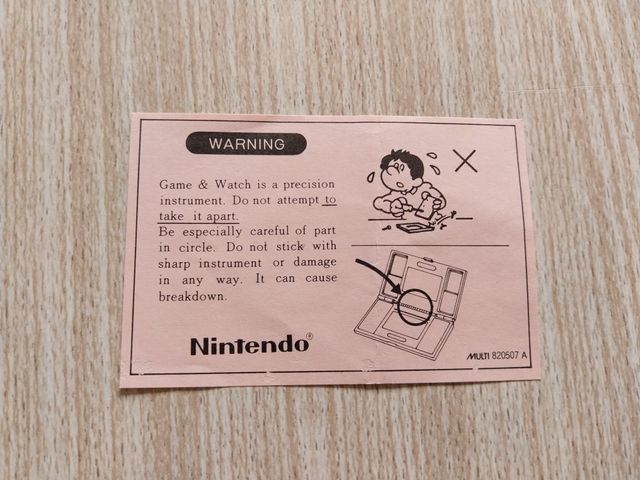 WARNING
Game & Watch is a precision
instrument. Do not attempt to
take it apart.
Be especially careful of part
in circle. Do not stick with
sharp instrument or damage
in any way. It can cause
breakdown.
Nintendo®
MULTI 820507 A